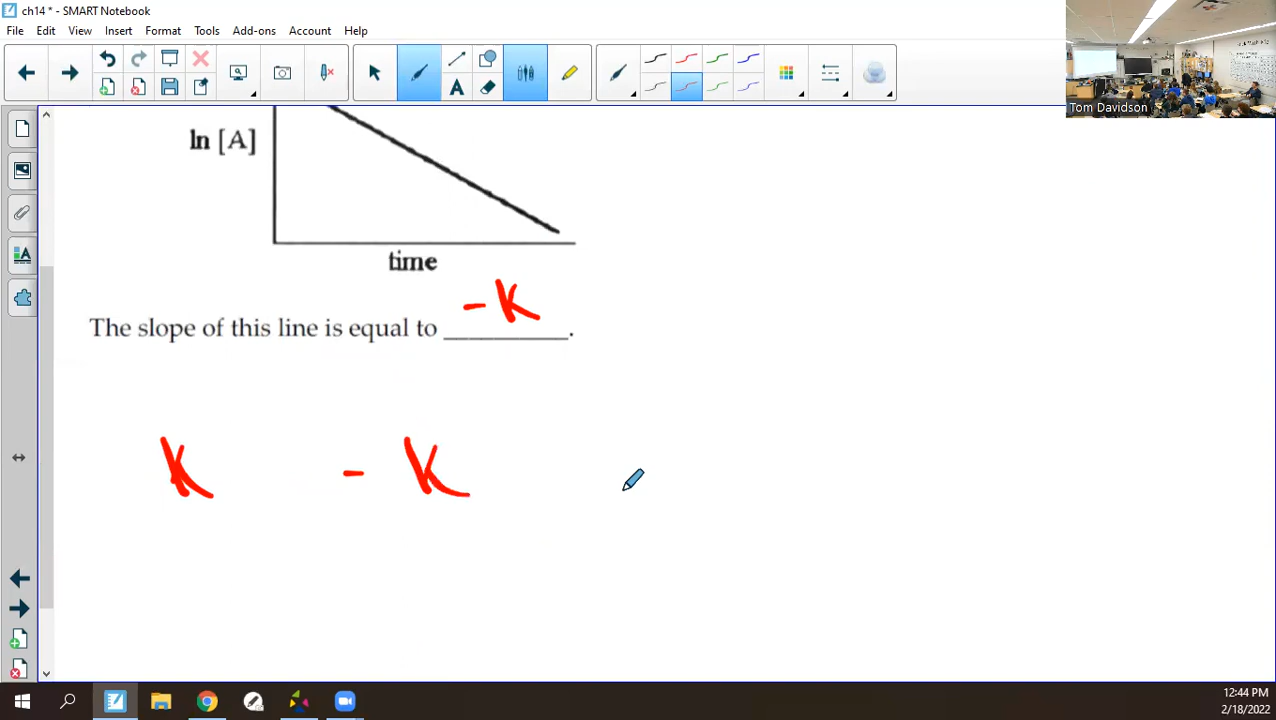 ch14 * - SMART Notebook
File Edit View Insert Format Tools Add-ons Account Help
A
Tom Davidson
ln [A]
time
- K
The slope of this line is equal to __________.
K - K
12:44 PM
2/18/2022